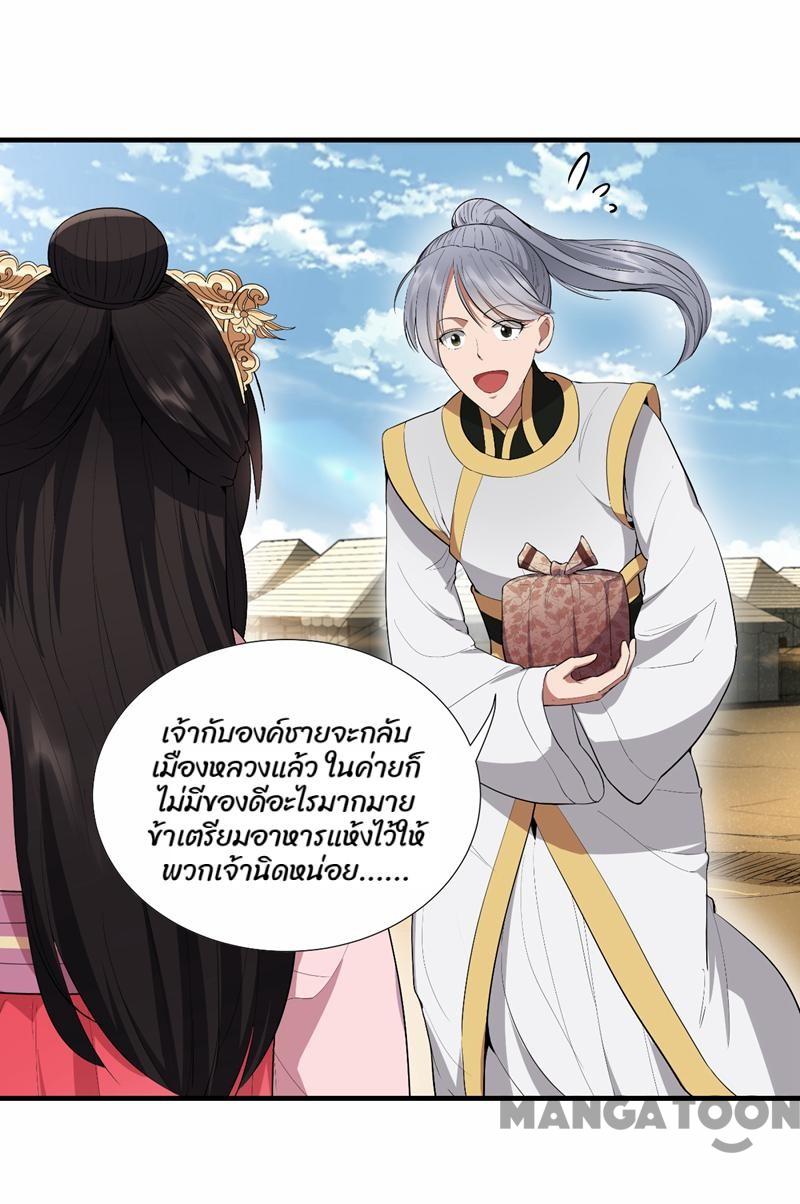 เจ้ากับองค์ชายจะกลับ
เมืองหลวงแล้ว ในค่ายก็
ไม่มีของดีอะไรมากมาย
ข้าเตรียมอาหารแห้งไว้ให้
พวกเจ้านิดหน่อย......
MANGATOON